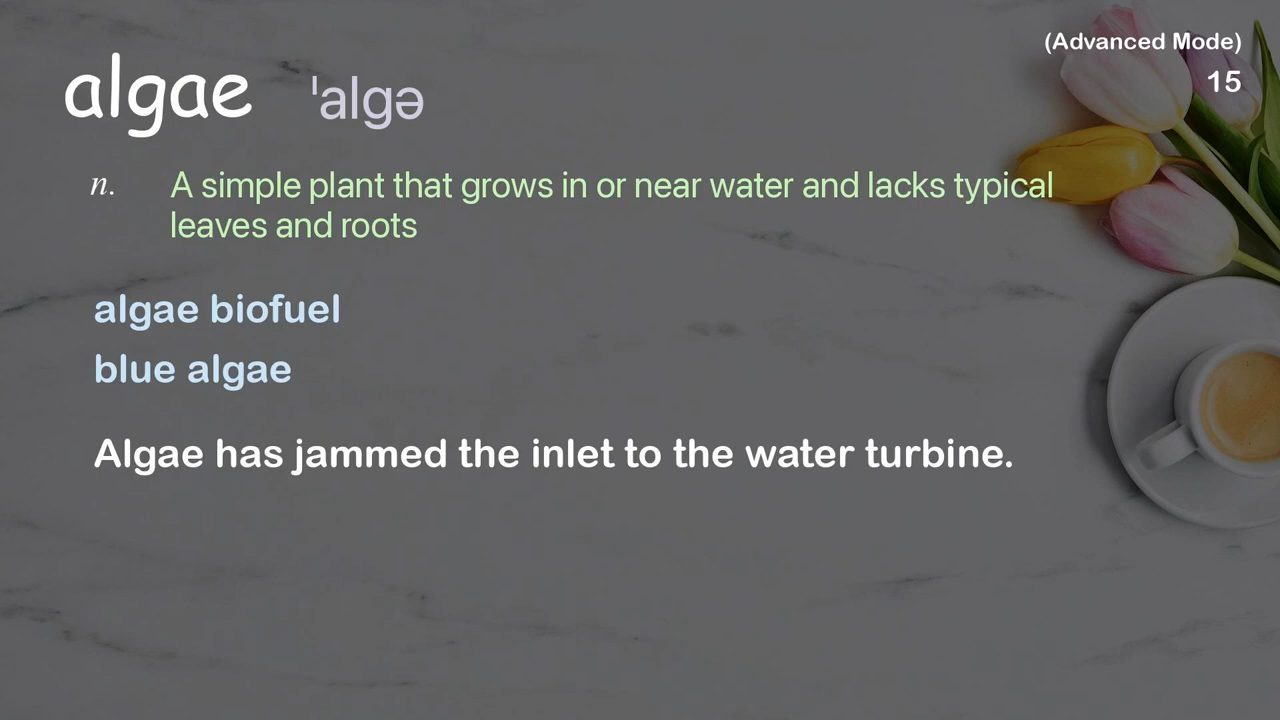 (Advanced Mode)
15
algae ˈalgə
n. A simple plant that grows in or near water and lacks typical
leaves and roots
algae biofuel
blue algae
Algae has jammed the inlet to the water turbine.